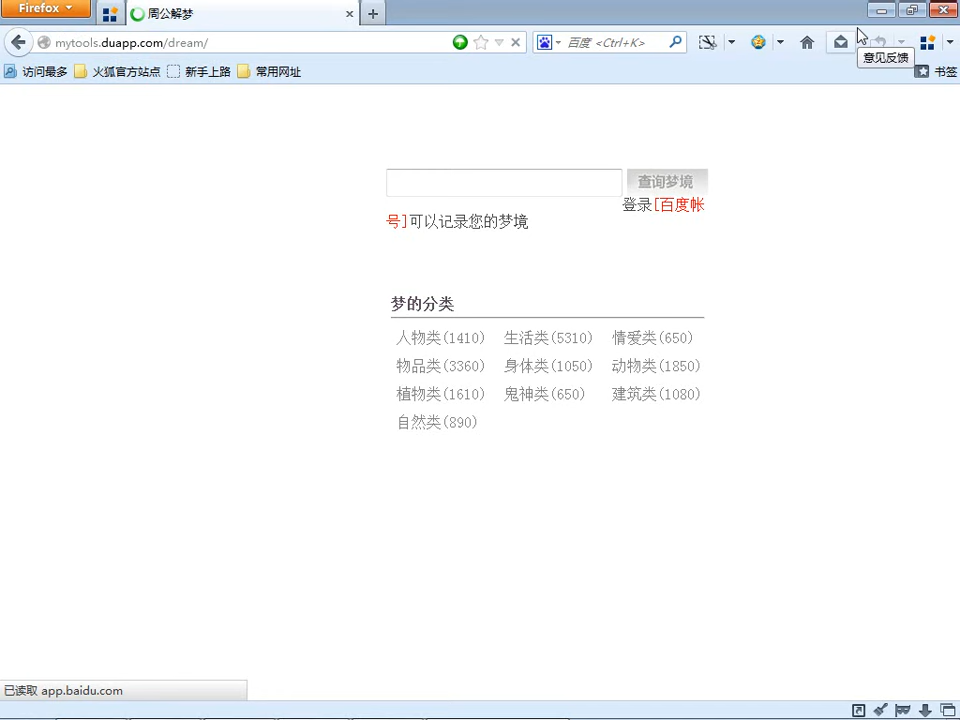 Firefox
周公解梦
mytools.duapp.com/dream/
百度 <Ctrl+K>
意见反馈
访问最多
火狐官方站点
新手上路
常用网址
书签
查询梦境
登录[百度帐
号]可以记录您的梦境
梦的分类
人物类(1410) 生活类(5310) 情爱类(650)
物品类(3360) 身体类(1050) 动物类(1850)
植物类(1610) 鬼神类(650) 建筑类(1080)
自然类(890)
已读取 app.baidu.com